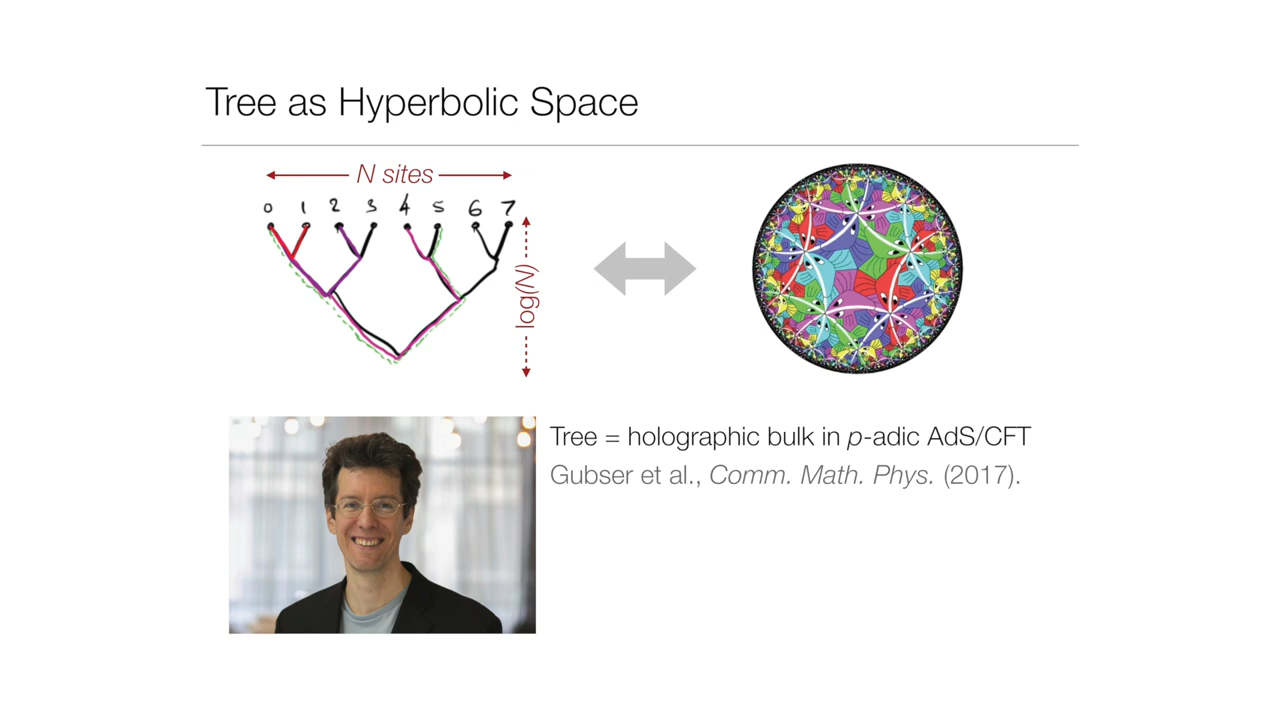 Tree as Hyperbolic Space
N sites
0 1 2 3 4 5 6 7
log(N)
Tree = holographic bulk in p-adic AdS/CFT
Gubser et al., Comm. Math. Phys. (2017).